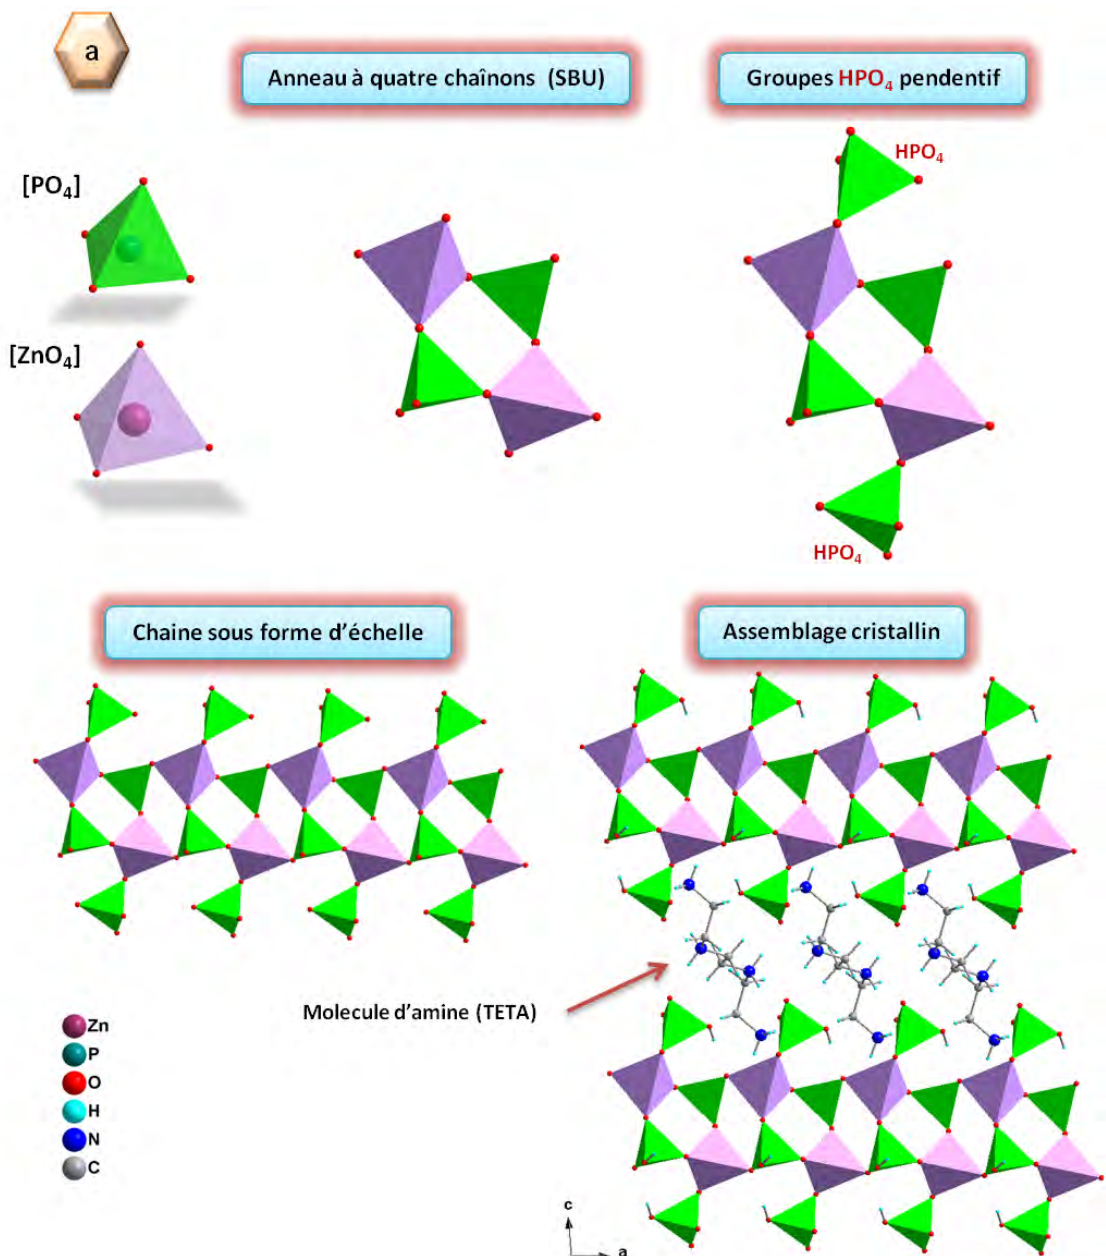 a
Anneau à quatre chaînons (SBU)
Groupes HPO₄ pendentif
[PO₄]
HPO₄
[ZnO₄]
HPO₄
Chaine sous forme d'échelle
Assemblage cristallin
Molecule d'amine (TETA)
Zn
P
O
H
N
C
c
a